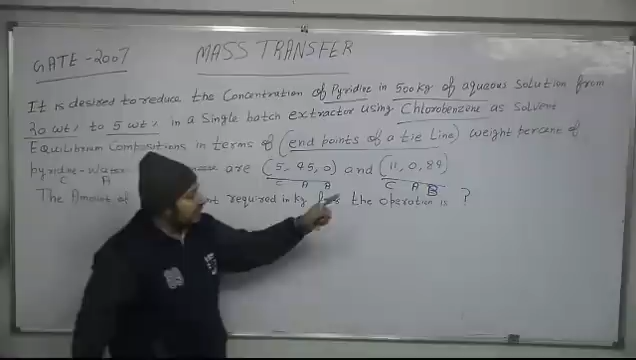 GATE-2007
MASS TRANSFER
It is desired to reduce the Concentration of Pyridine in 500kg of aqueous Solution from
30 wt% to 5 wt% in a Single batch extractor using Chlorobenzene as Solvent
Equilibrium Compositions in terms of (end points of a tie Line) weight percent of
pyridine-Water are (5, 95, 0) and (11, 0, 89)
C A C A A C A B
The Amount of required in kg the operation is ?